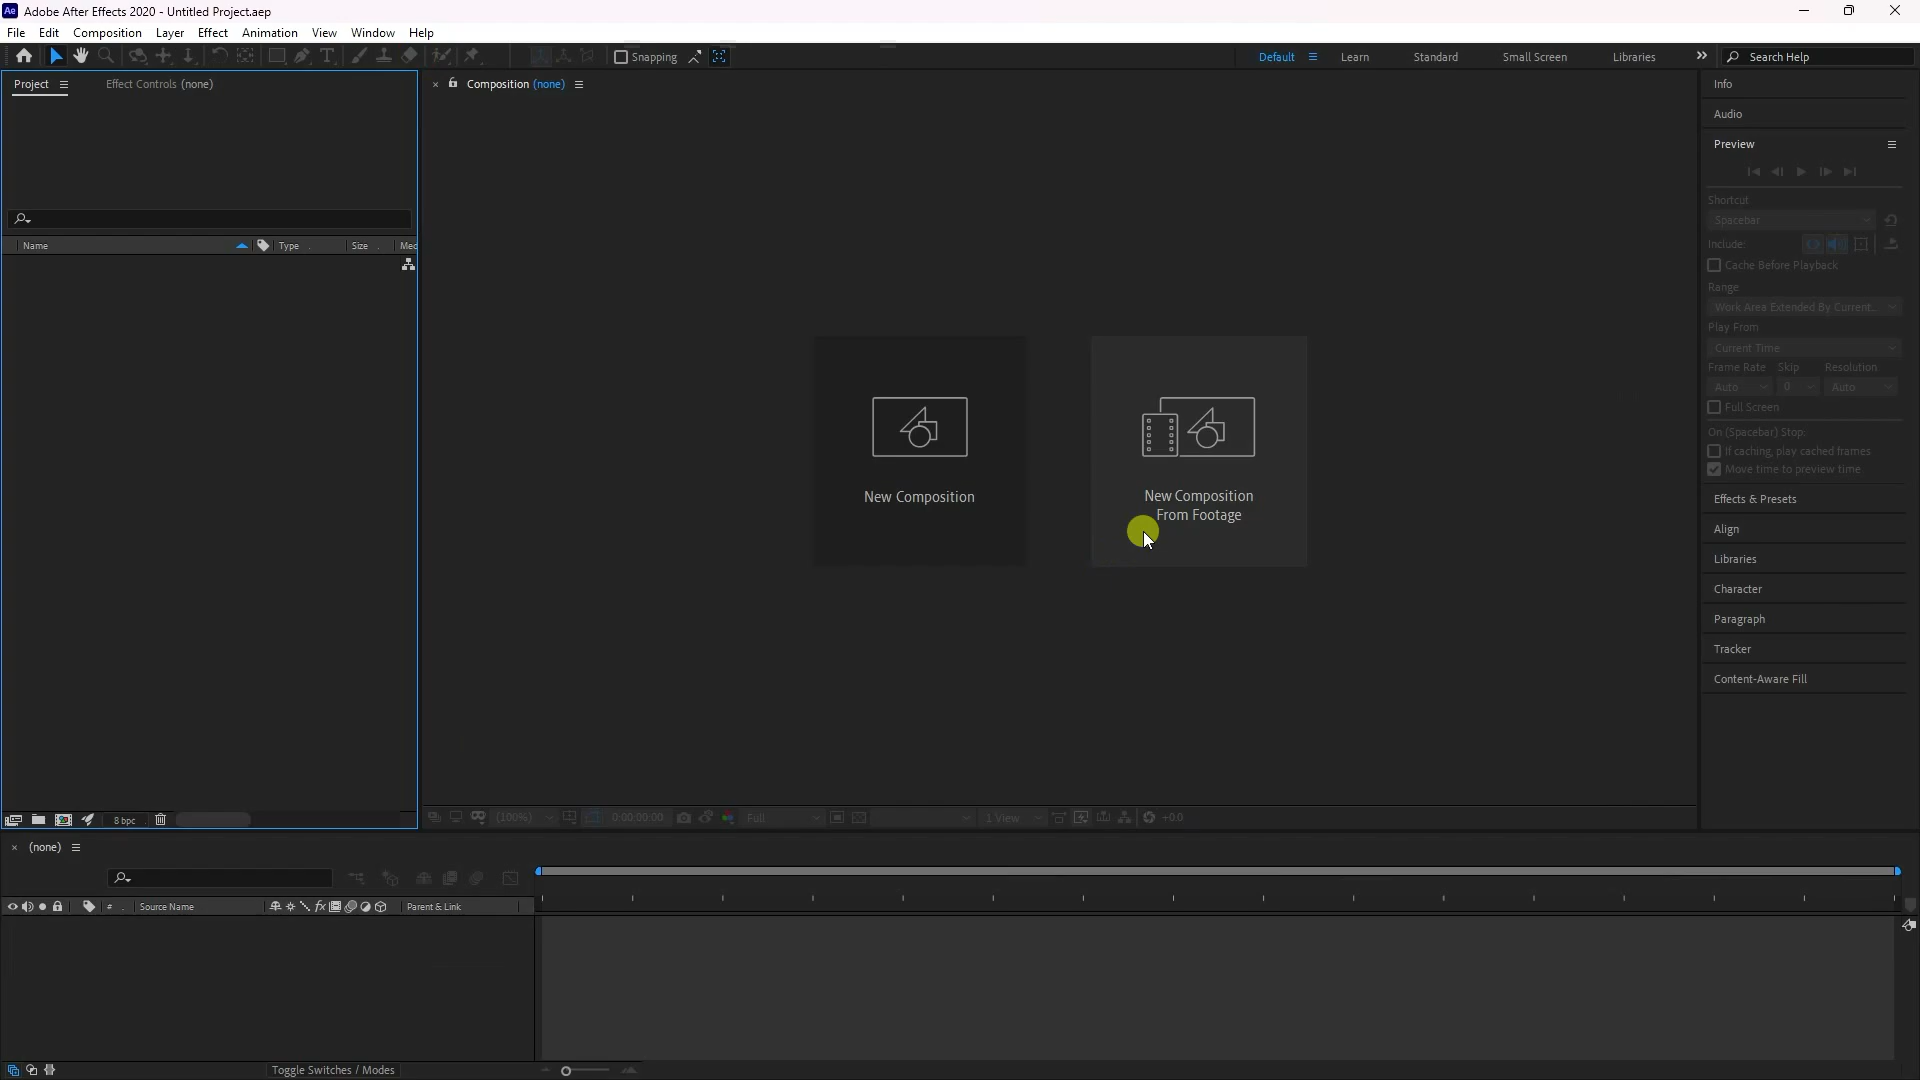 Ae Adobe After Effects 2020 - Untitled Project.aep
File Edit Composition Layer Effect Animation View Window Help
Snapping Default Learn Standard Small Screen Libraries Search Help
Project Effect Controls (none)
Composition (none)
Name Type Size Med
New Composition
New Composition
From Footage
Info
Audio
Preview
Shortcut
Spacebar
Include:
Cache Before Playback
Range
Work Area Extended By Current...
Play From
Current Time
Frame Rate Skip Resolution
Auto 0 Auto
Full Screen
On (Spacebar) Stop:
If caching, play cached frames
Move time to preview time
Effects & Presets
Align
Libraries
Character
Paragraph
Tracker
Content-Aware Fill
8 bpc
(100%) 0:00:00:00 Full 1 View +0.0
(none)
# Source Name fx Parent & Link
Toggle Switches / Modes